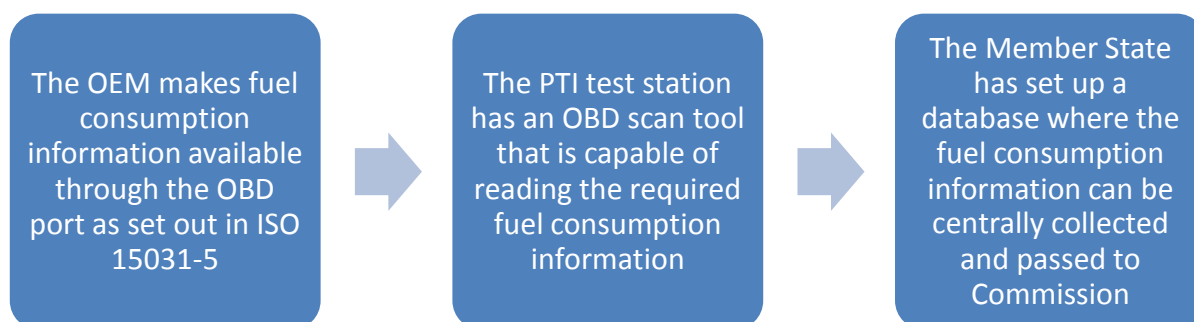 The OEM makes fuel
consumption
information available
through the OBD
port as set out in ISO
15031-5
The PTI test station
has an OBD scan tool
that is capable of
reading the required
fuel consumption
information
The Member State
has set up a
database where the
fuel consumption
information can be
centrally collected
and passed to
Commission